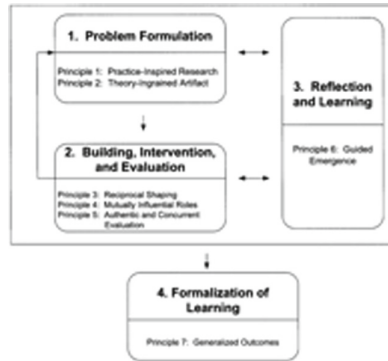 1. Problem Formulation
Principle 1: Practice-Inspired Research
Principle 2: Theory-Ingrained Artifact
2. Building, Intervention,
and Evaluation
Principle 3: Reciprocal Shaping
Principle 4: Mutually Influential Roles
Principle 5: Authentic and Concurrent
Evaluation
3. Reflection
and Learning
Principle 6: Guided
Emergence
4. Formalization of
Learning
Principle 7: Generalized Outcomes